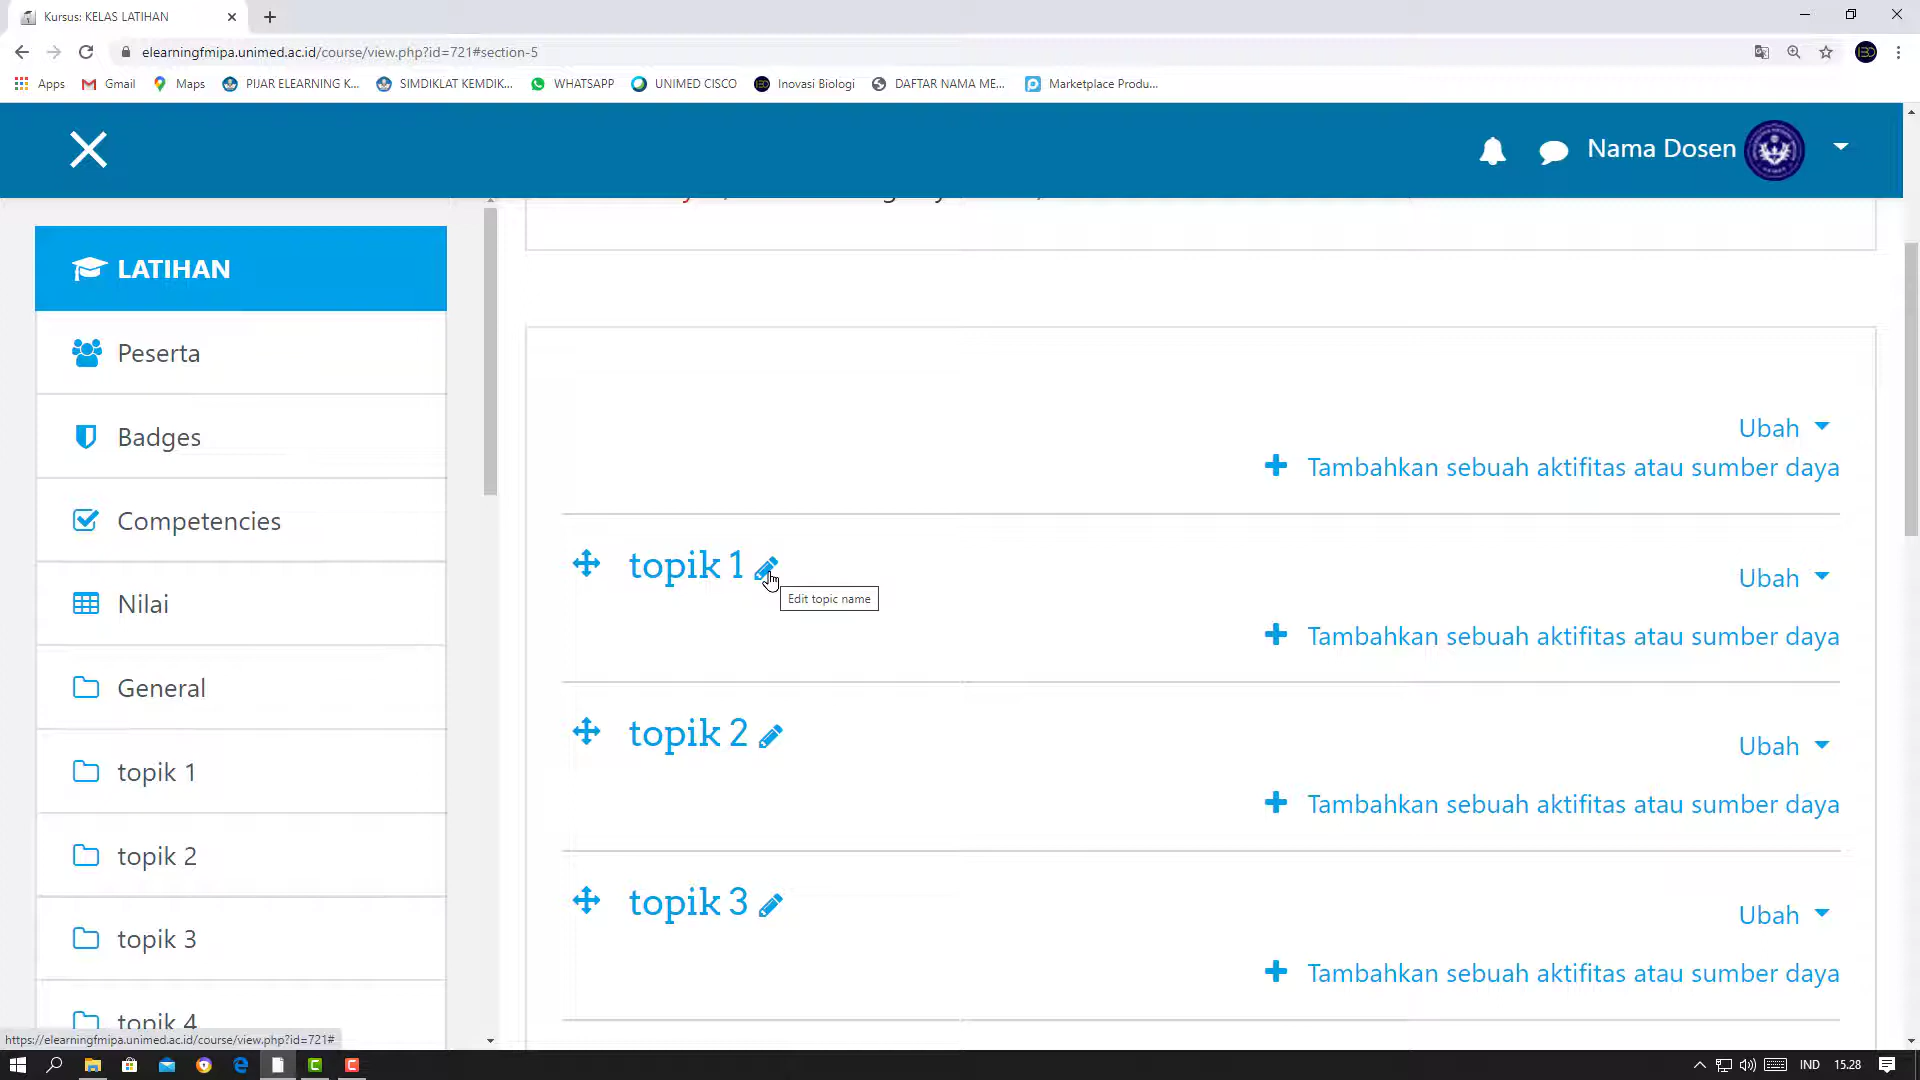 Kursus: KELAS LATIHAN
elearningfmipa.unimed.ac.id/course/view.php?id=721#section-5
Apps Gmail Maps PIJAR ELEARNING K... SIMDIKLAT KEMDIK... WHATSAPP UNIMED CISCO Inovasi Biologi DAFTAR NAMA ME... Marketplace Produ...
Nama Dosen
LATIHAN
Peserta
Badges
Competencies
Nilai
General
topik 1
topik 2
topik 3
topik 4
Ubah
Tambahkan sebuah aktifitas atau sumber daya
topik 1
Edit topic name
Ubah
Tambahkan sebuah aktifitas atau sumber daya
topik 2
Ubah
Tambahkan sebuah aktifitas atau sumber daya
topik 3
Ubah
Tambahkan sebuah aktifitas atau sumber daya
https://elearningfmipa.unimed.ac.id/course/view.php?id=721#
IND 15.28